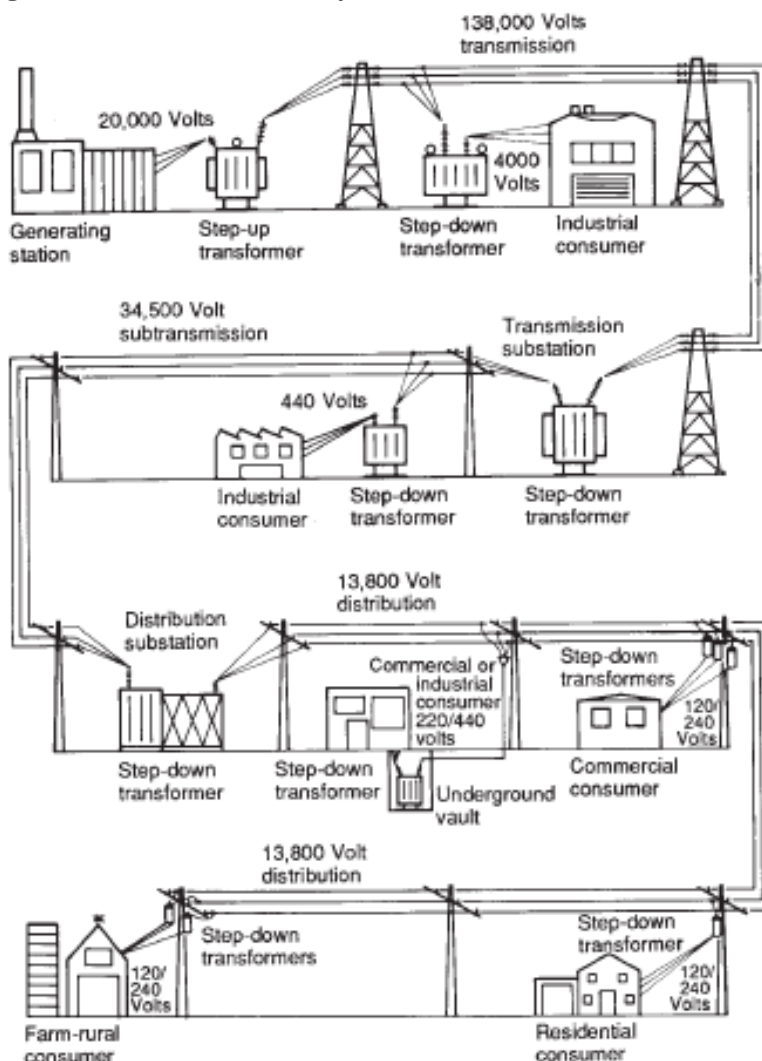 138,000 Volts
transmission
20,000 Volts
4000
Volts
Generating
station
Step-up
transformer
Step-down
transformer
Industrial
consumer
34,500 Volt
subtransmission
Transmission
substation
440 Volts
Industrial
consumer
Step-down
transformer
Step-down
transformer
13,800 Volt
distribution
Distribution
substation
Commercial or
industrial
consumer
220/440
volts
Step-down
transformers
120/
240
Volts
Step-down
transformer
Step-down
transformer
Underground
vault
Commercial
consumer
13,800 Volt
distribution
Step-down
transformers
Step-down
transformer
120/
240
Volts
120/
240
Volts
Farm-rural
consumer
Residential
consumer